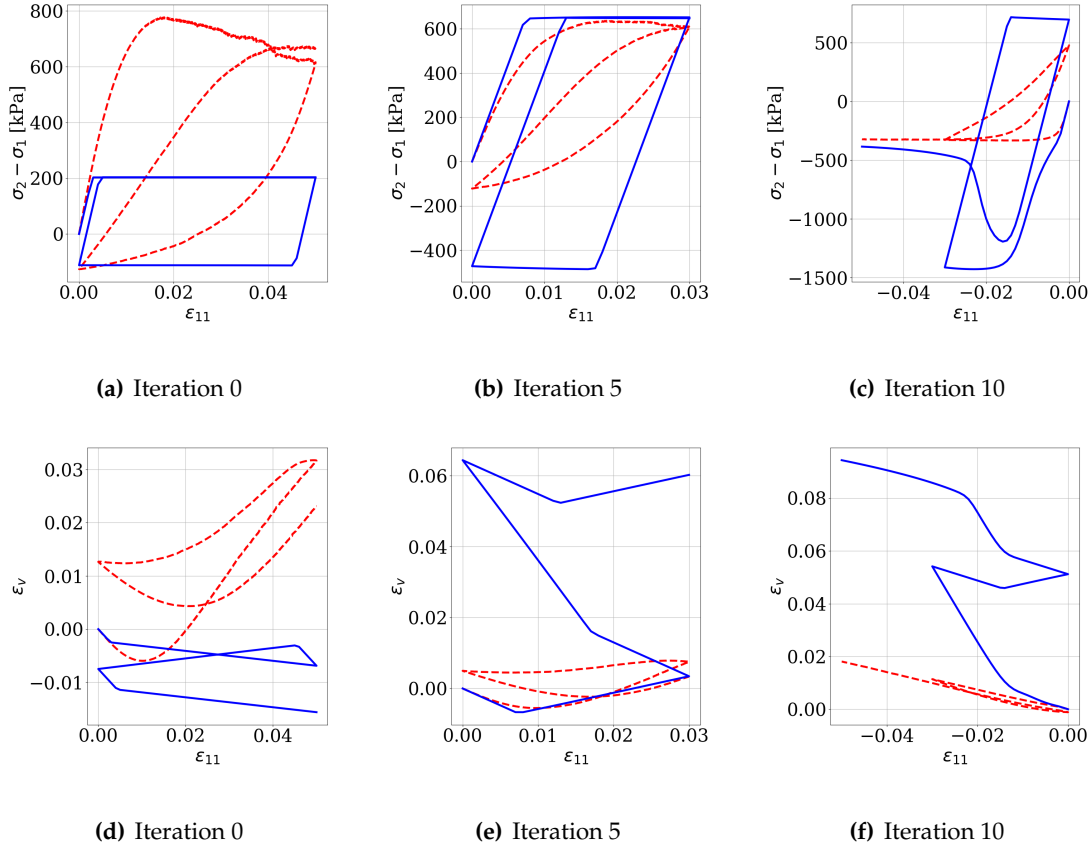 800
600
400
200
0
σ₂ − σ₁ [kPa]
0.00 0.02 0.04
ε₁₁
600
400
200
0
−200
−400
σ₂ − σ₁ [kPa]
0.00 0.01 0.02 0.03
ε₁₁
500
0
−500
−1000
−1500
σ₂ − σ₁ [kPa]
−0.04 −0.02 0.00
ε₁₁
(a) Iteration 0
(b) Iteration 5
(c) Iteration 10
0.03
0.02
0.01
0.00
−0.01
εᵥ
0.00 0.02 0.04
ε₁₁
0.06
0.04
0.02
0.00
εᵥ
0.00 0.01 0.02 0.03
ε₁₁
0.08
0.06
0.04
0.02
0.00
εᵥ
−0.04 −0.02 0.00
ε₁₁
(d) Iteration 0
(e) Iteration 5
(f) Iteration 10